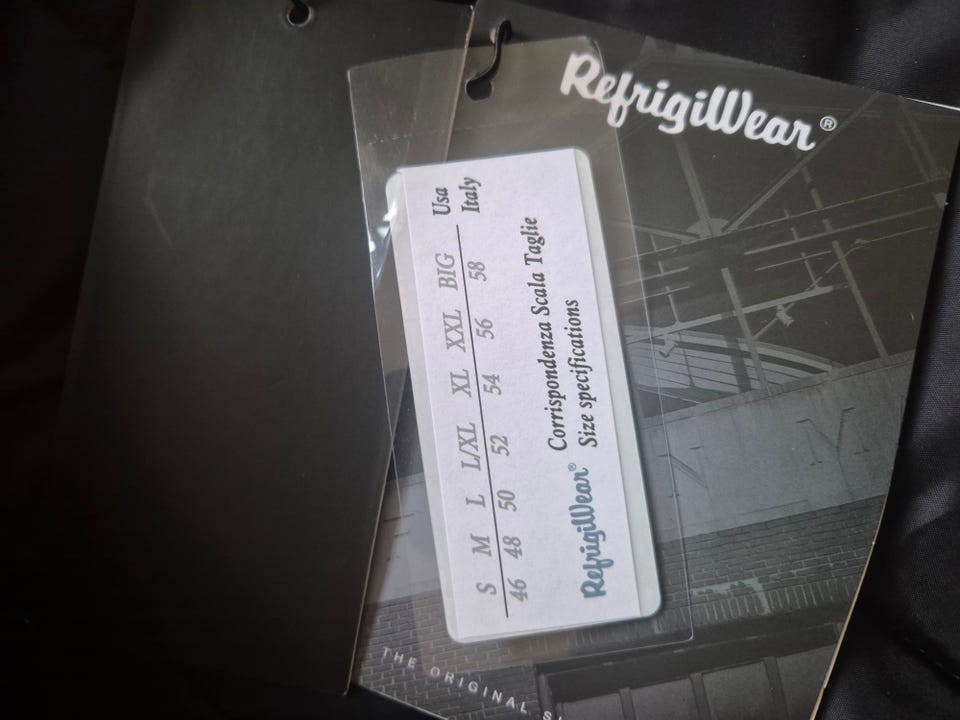 RefrigiWear®
S M L L/XL XL XXL BIG Usa
46 48 50 52 54 56 58 Italy
RefrigiWear® Corrispondenza Scala Taglie
Size specifications
N Y
THE ORIGINAL